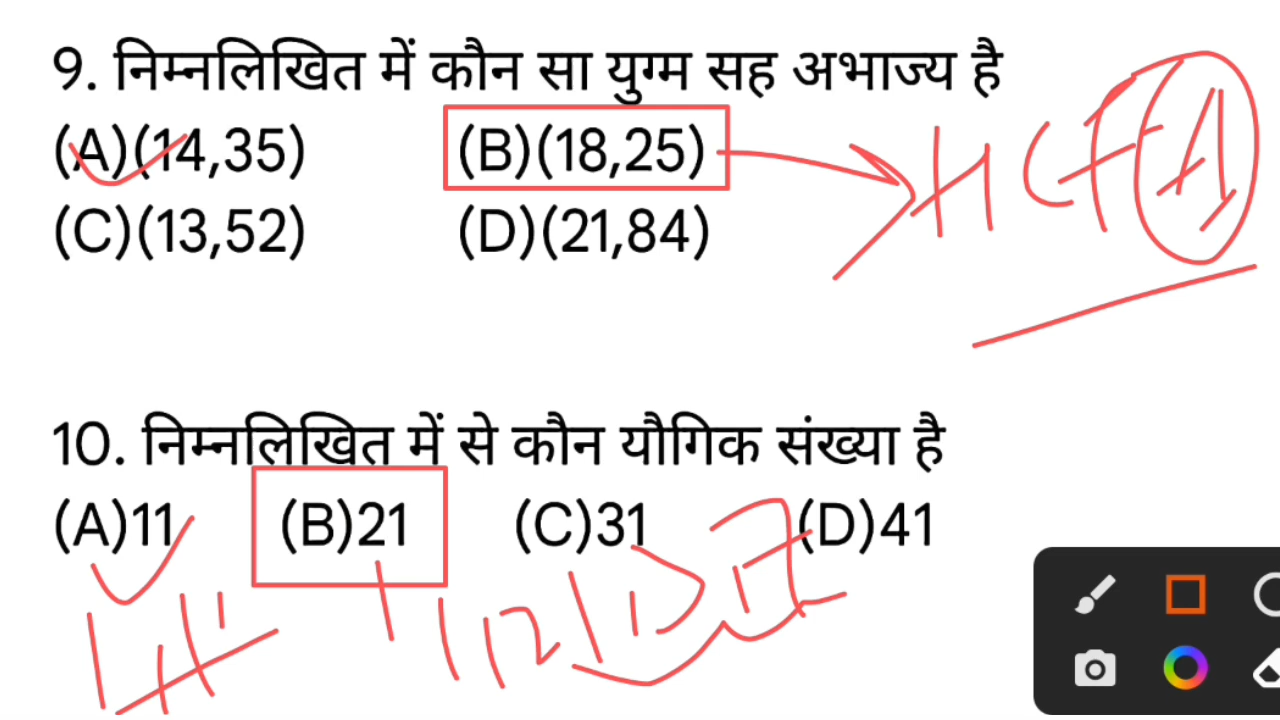 9. निम्नलिखित में कौन सा युग्म सह अभाज्य है
(A)(14,35) (B)(18,25)
(C)(13,52) (D)(21,84)
HCF
10. निम्नलिखित में से कौन यौगिक संख्या है
(A)11 (B)21 (C)31 (D)41